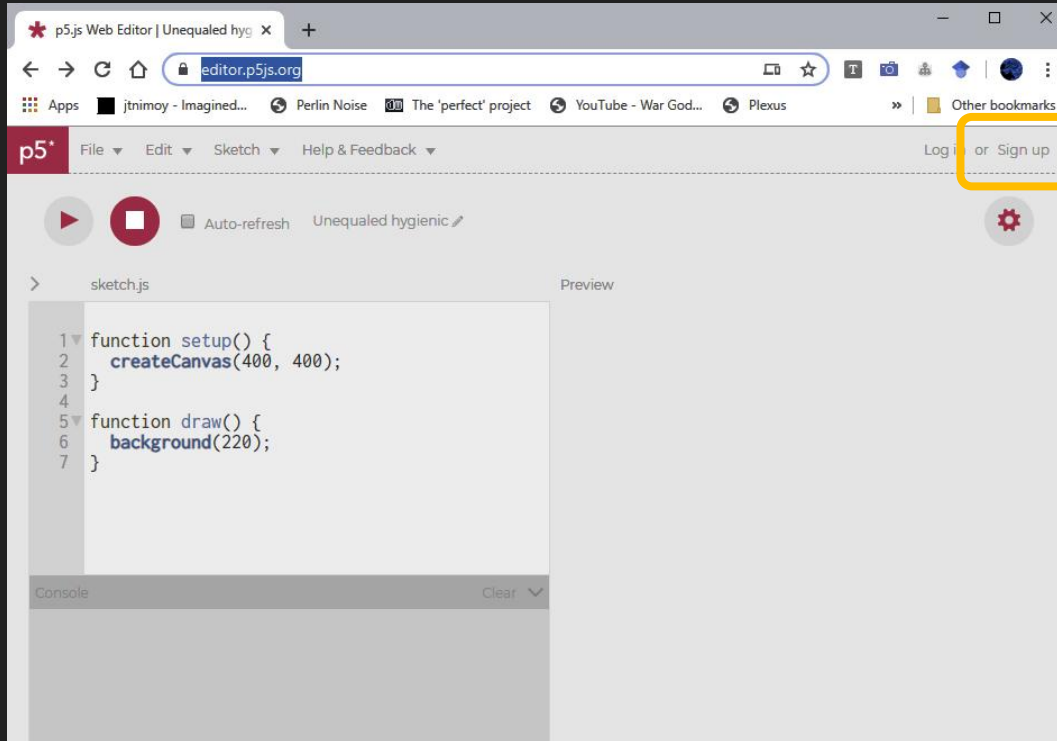 p5.js Web Editor | Unequaled hyg
editor.p5js.org
Apps jtnimoy - Imagined... Perlin Noise The 'perfect' project YouTube - War God... Plexus » Other bookmarks
p5* File Edit Sketch Help & Feedback Log in or Sign up
Auto-refresh Unequaled hygienic
sketch.js Preview
1 function setup() {
2 createCanvas(400, 400);
3 }
4
5 function draw() {
6 background(220);
7 }
Console Clear